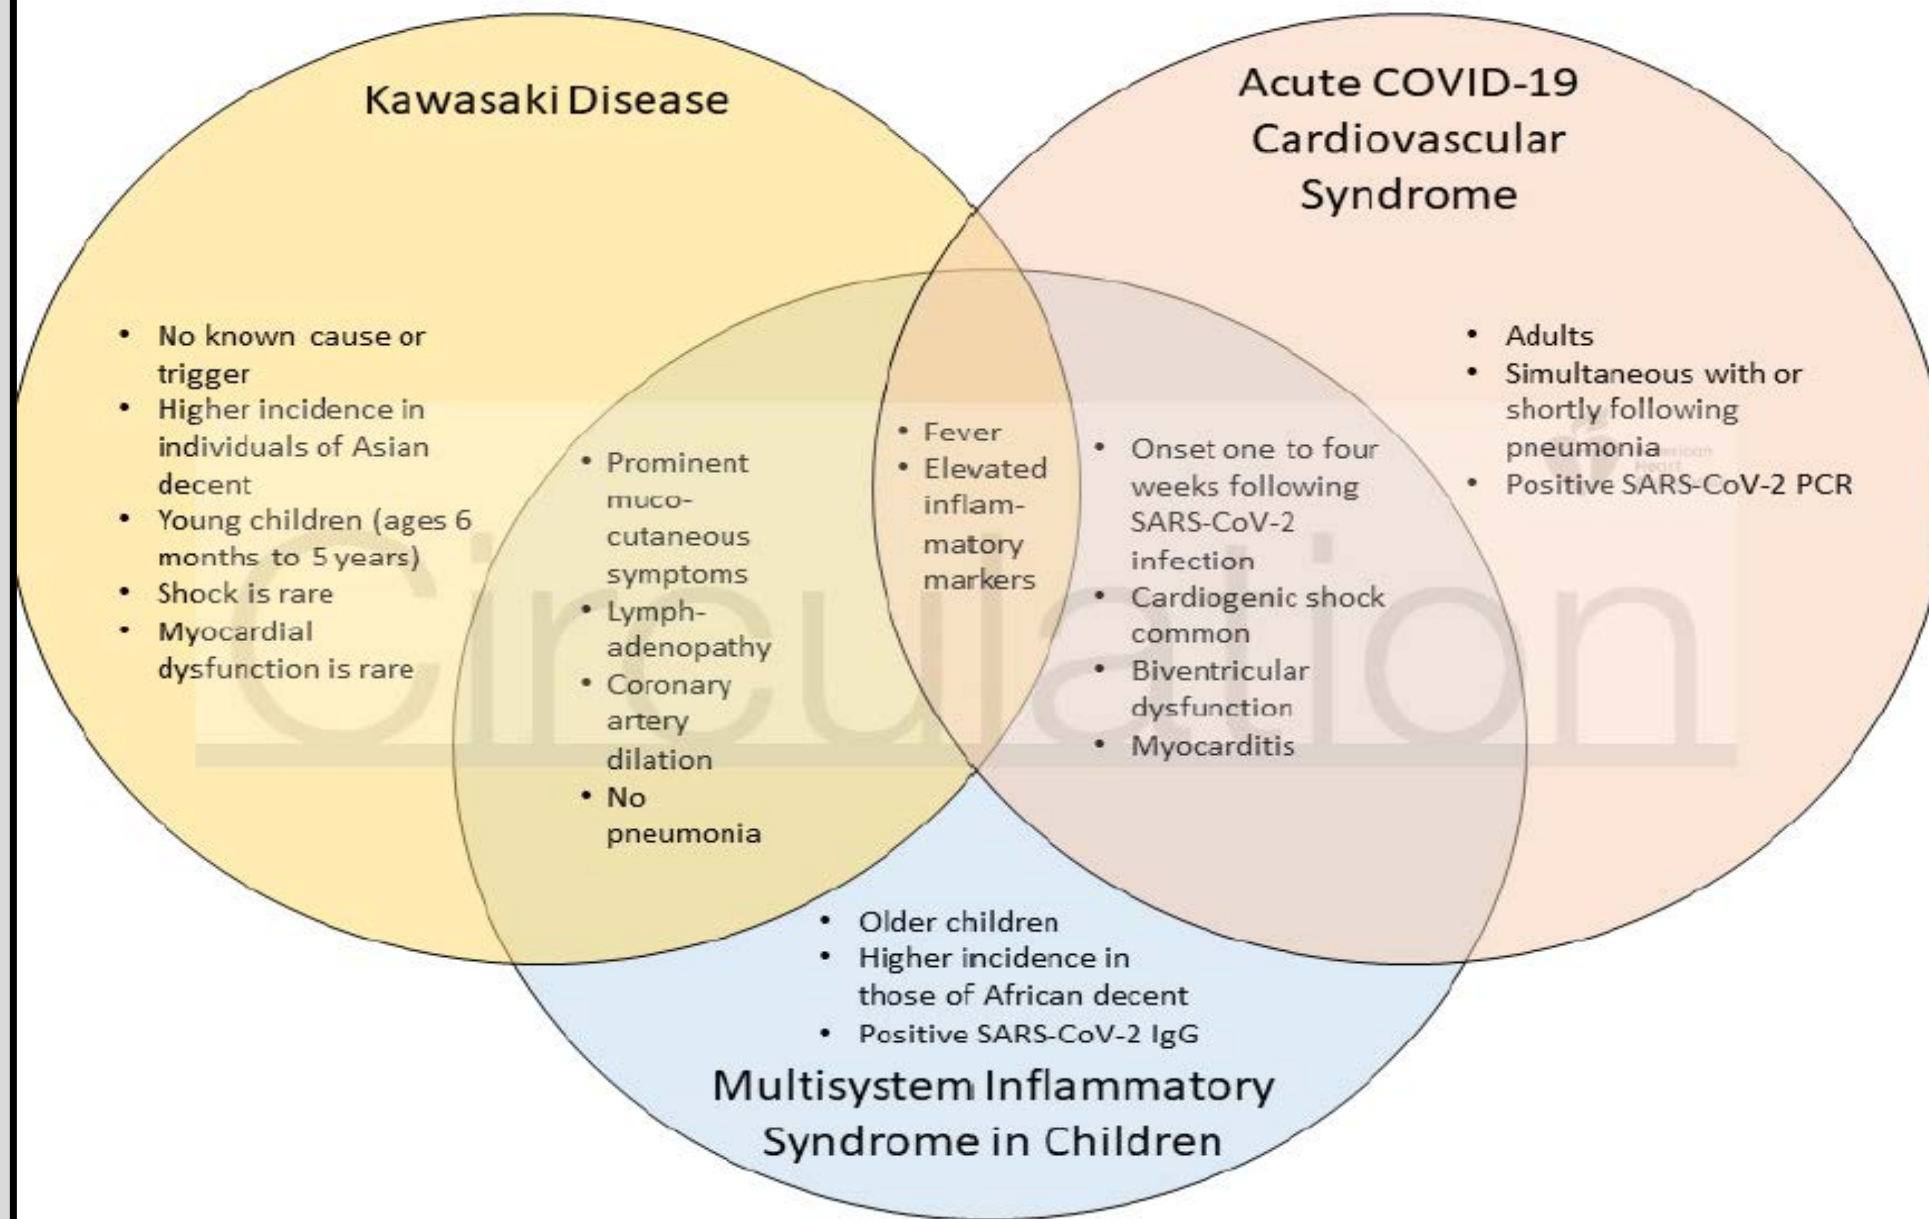 Kawasaki Disease
Acute COVID-19
Cardiovascular
Syndrome
• No known cause or
trigger
• Higher incidence in
individuals of Asian
decent
• Young children (ages 6
months to 5 years)
• Shock is rare
• Myocardial
dysfunction is rare
• Prominent
muco-
cutaneous
symptoms
• Lymph-
adenopathy
• Coronary
artery
dilation
• No
pneumonia
• Fever
• Elevated
inflam-
matory
markers
• Onset one to four
weeks following
SARS-CoV-2
infection
• Cardiogenic shock
common
• Biventricular
dysfunction
• Myocarditis
• Adults
• Simultaneous with or
shortly following
pneumonia
• Positive SARS-CoV-2 PCR
• Older children
• Higher incidence in
those of African decent
• Positive SARS-CoV-2 IgG
Multisystem Inflammatory
Syndrome in Children
Circulation
American
Heart